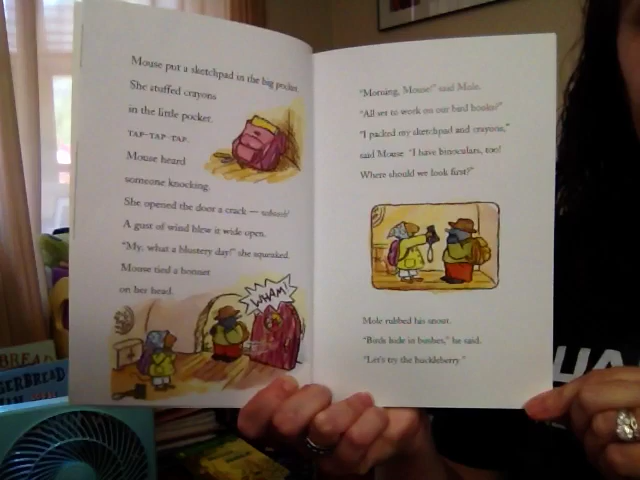 Mouse put a sketchpad in the big pocket.
She stuffed crayons
in the little pocket.
TAP-TAP-TAP.
Mouse heard
someone knocking.
She opened the door a crack — whoosh!
A gust of wind blew it wide open.
"My, what a blustery day!" she squeaked.
Mouse tied a bonnet
on her head.
WHAM!
"Morning, Mouse!" said Mole.
"All set to work on our bird books?"
"I packed my sketchpad and crayons,"
said Mouse. "I have binoculars, too!
Where should we look first?"
Mole rubbed his snout.
"Birds hide in bushes," he said.
"Let's try the huckleberry."
BREAD
GERBREAD
UA